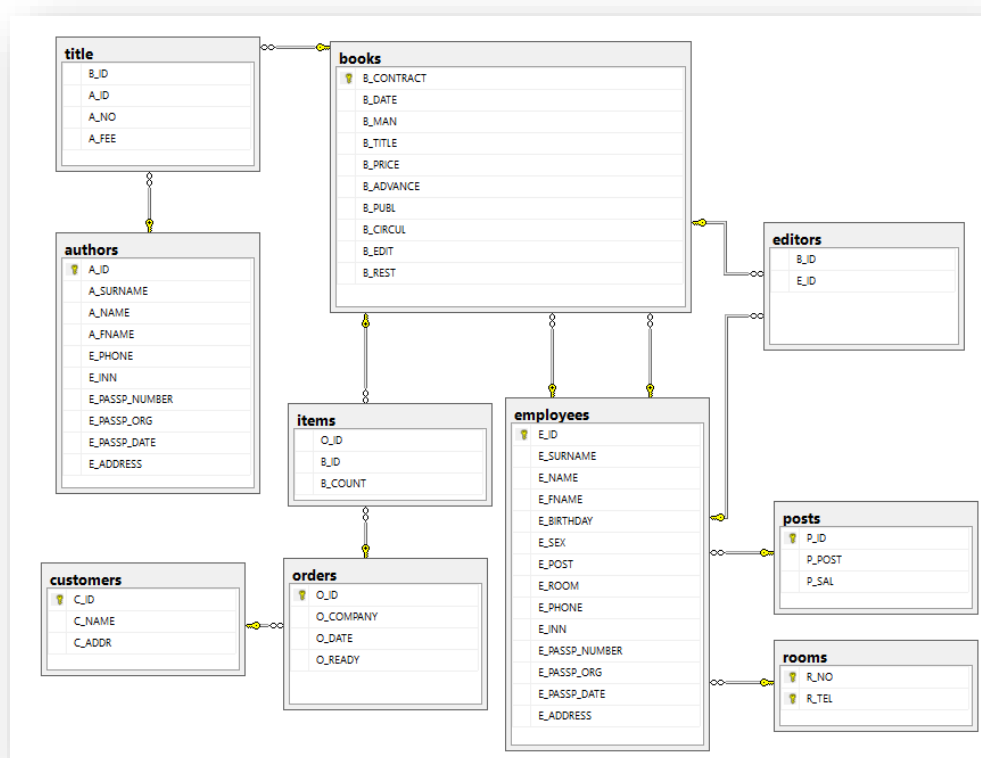 title
B_ID
A_ID
A_NO
A_FEE
books
B_CONTRACT
B_DATE
B_MAN
B_TITLE
B_PRICE
B_ADVANCE
B_PUBL
B_CIRCUL
B_EDIT
B_REST
authors
A_ID
A_SURNAME
A_NAME
A_FNAME
E_PHONE
E_INN
E_PASSP_NUMBER
E_PASSP_ORG
E_PASSP_DATE
E_ADDRESS
editors
B_ID
E_ID
items
O_ID
B_ID
B_COUNT
employees
E_ID
E_SURNAME
E_NAME
E_FNAME
E_BIRTHDAY
E_SEX
E_POST
E_ROOM
E_PHONE
E_INN
E_PASSP_NUMBER
E_PASSP_ORG
E_PASSP_DATE
E_ADDRESS
posts
P_ID
P_POST
P_SAL
customers
C_ID
C_NAME
C_ADDR
orders
O_ID
O_COMPANY
O_DATE
O_READY
rooms
R_NO
R_TEL